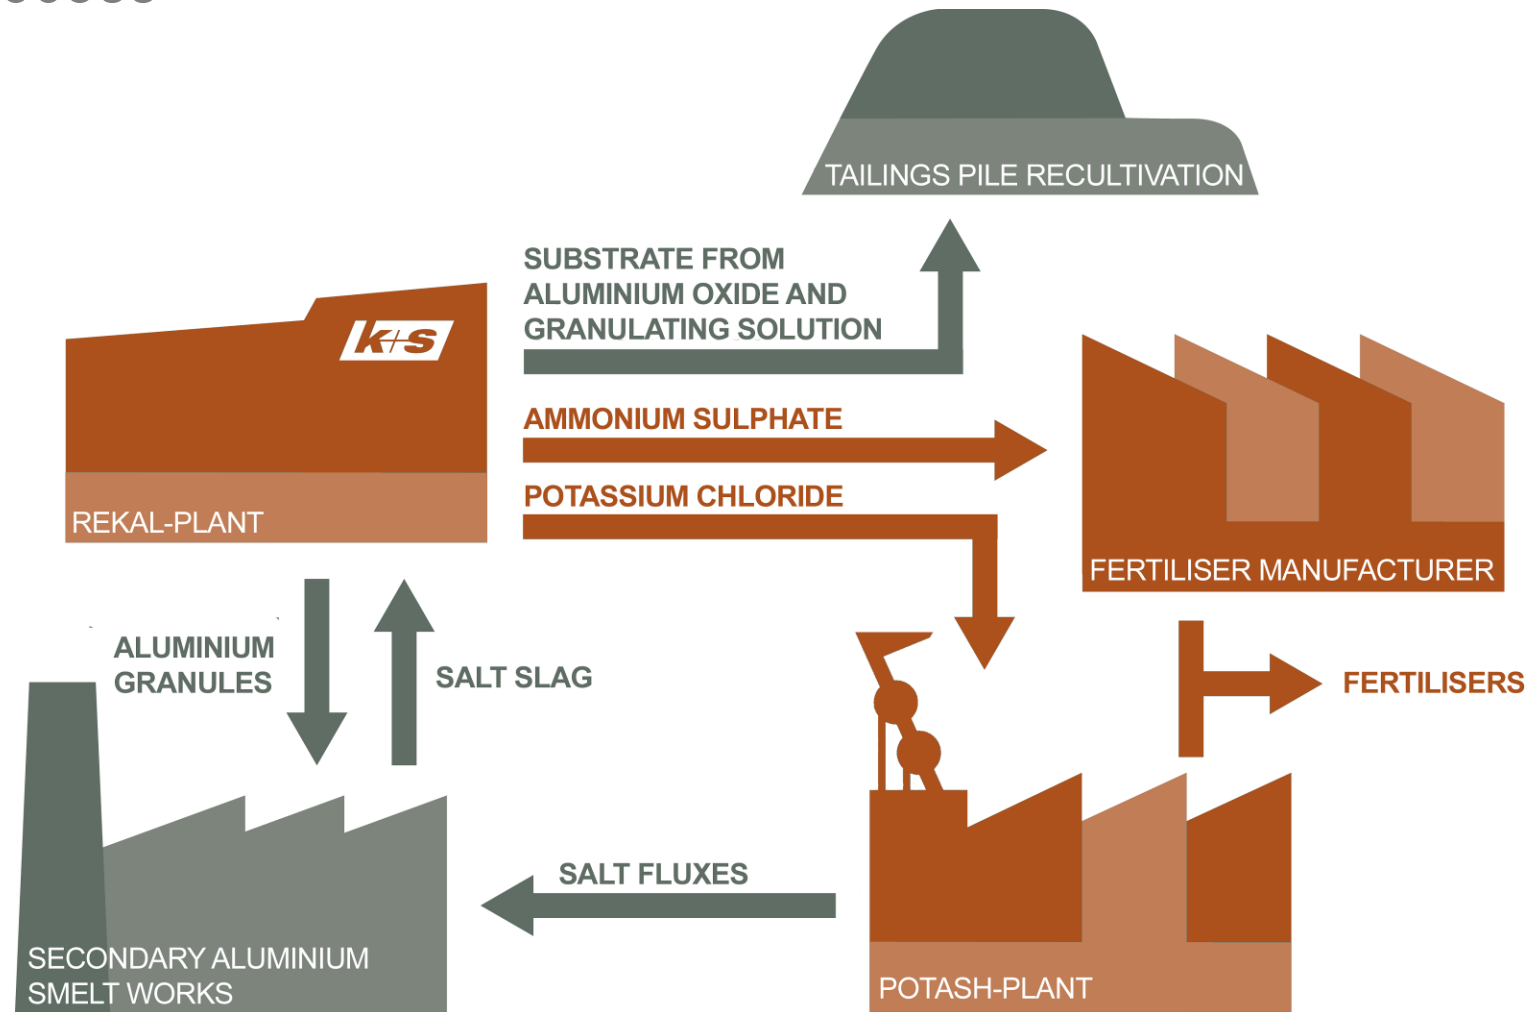 TAILINGS PILE RECULTIVATION
SUBSTRATE FROM
ALUMINIUM OXIDE AND
GRANULATING SOLUTION
k+s
AMMONIUM SULPHATE
POTASSIUM CHLORIDE
REKAL-PLANT
FERTILISER MANUFACTURER
ALUMINIUM
GRANULES
SALT SLAG
FERTILISERS
SALT FLUXES
SECONDARY ALUMINIUM
SMELT WORKS
POTASH-PLANT